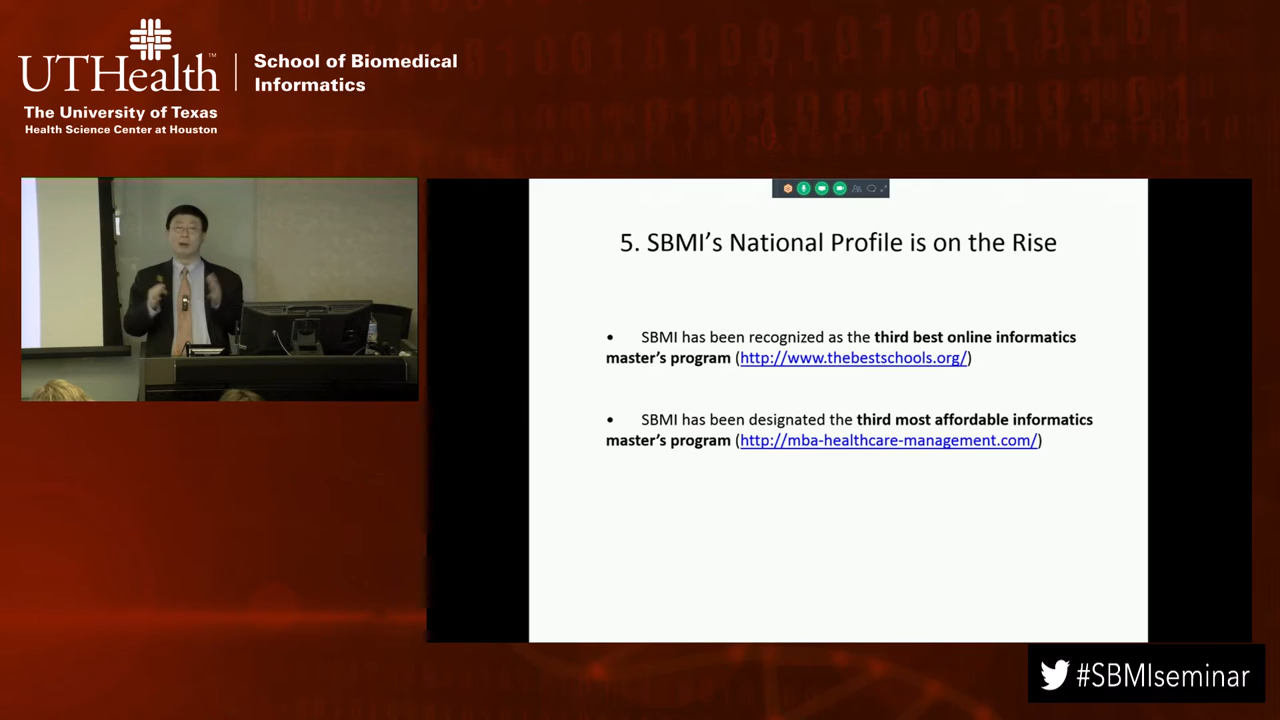 UTHealth™
The University of Texas
Health Science Center at Houston
School of Biomedical
Informatics
5. SBMI’s National Profile is on the Rise
• SBMI has been recognized as the third best online informatics
master’s program (http://www.thebestschools.org/)
• SBMI has been designated the third most affordable informatics
master’s program (http://mba-healthcare-management.com/)
#SBMIseminar